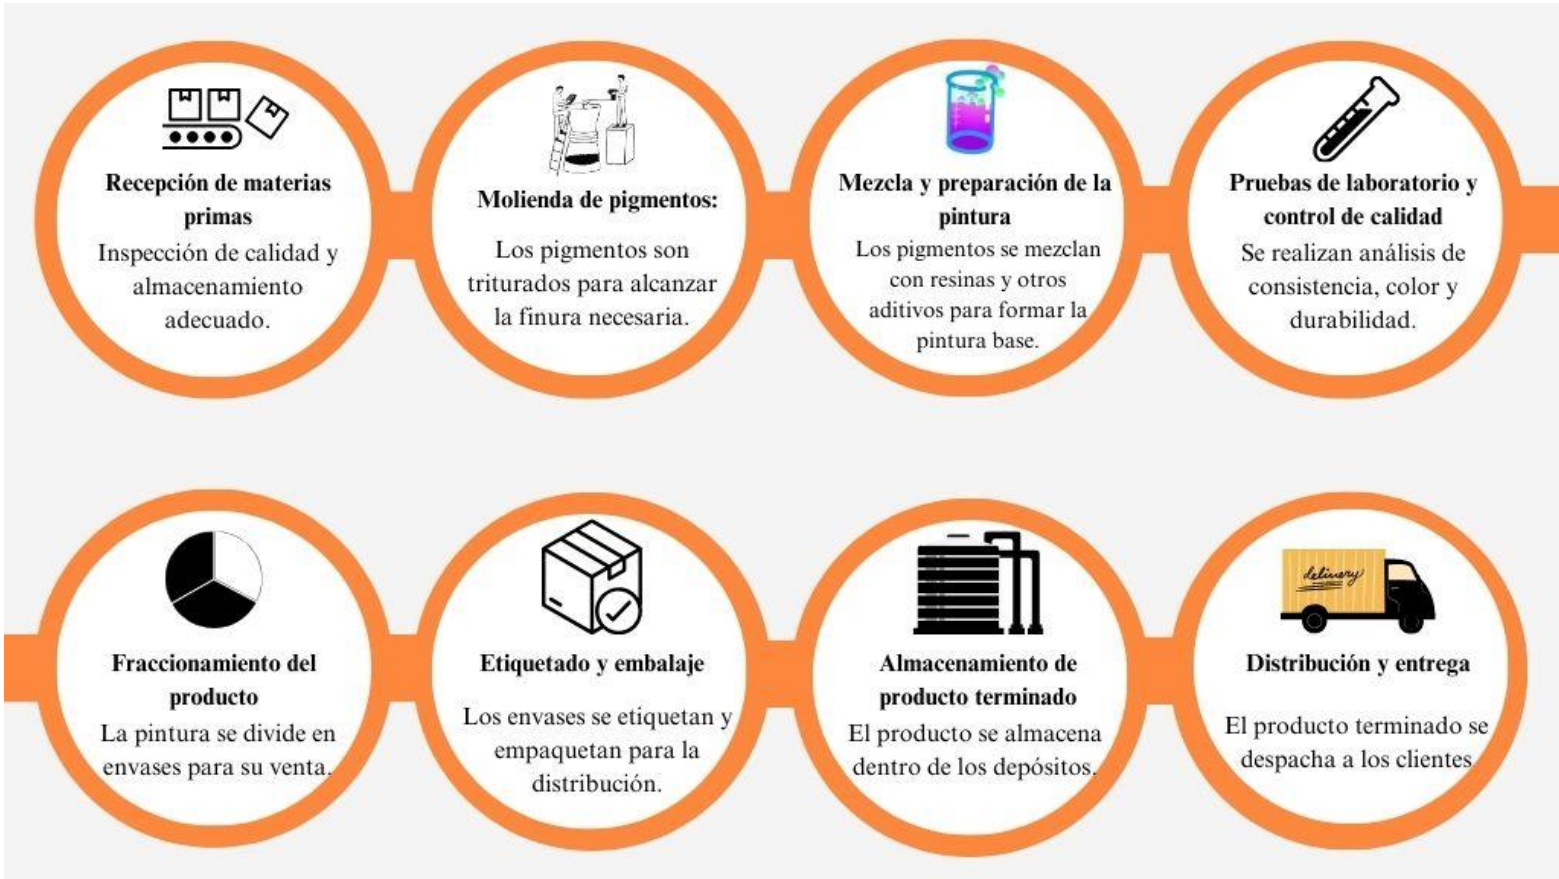 Recepción de materias
primas
Inspección de calidad y
almacenamiento
adecuado.
Molienda de pigmentos:
Los pigmentos son
triturados para alcanzar
la finura necesaria.
Mezcla y preparación de la
pintura
Los pigmentos se mezclan
con resinas y otros
aditivos para formar la
pintura base.
Pruebas de laboratorio y
control de calidad
Se realizan análisis de
consistencia, color y
durabilidad.
Fraccionamiento del
producto
La pintura se divide en
envases para su venta.
Etiquetado y embalaje
Los envases se etiquetan y
empaquetan para la
distribución.
Almacenamiento de
producto terminado
El producto se almacena
dentro de los depósitos.
delivery
Distribución y entrega
El producto terminado se
despacha a los clientes.